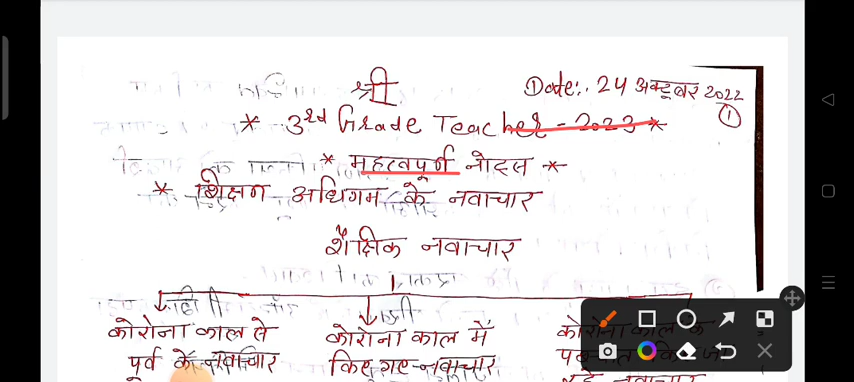 श्री
Date:. 24 अक्टूबर 2022
1
* 3rd Grade Teacher - 2023 *
* महत्वपूर्ण नोट्स *
* शिक्षण अधिगम के नवाचार
शैक्षिक नवाचार
कोरोना काल से
पूर्व के नवाचार
कोरोना काल में
किए गए नवाचार
कोरोना काल के